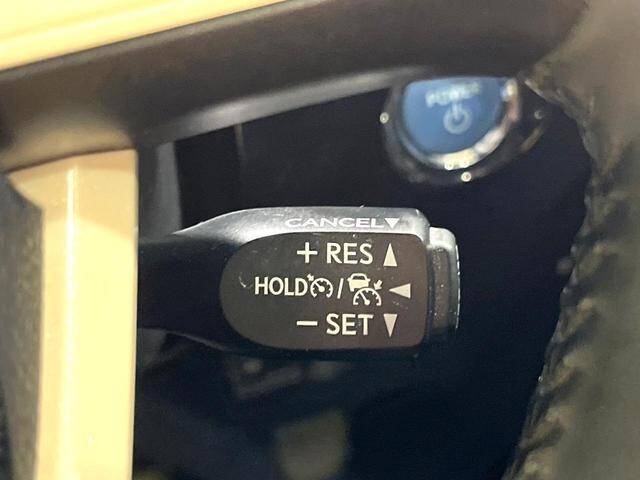 POWER
CANCEL▼
+ RES ▲
HOLD / ◀
− SET ▼